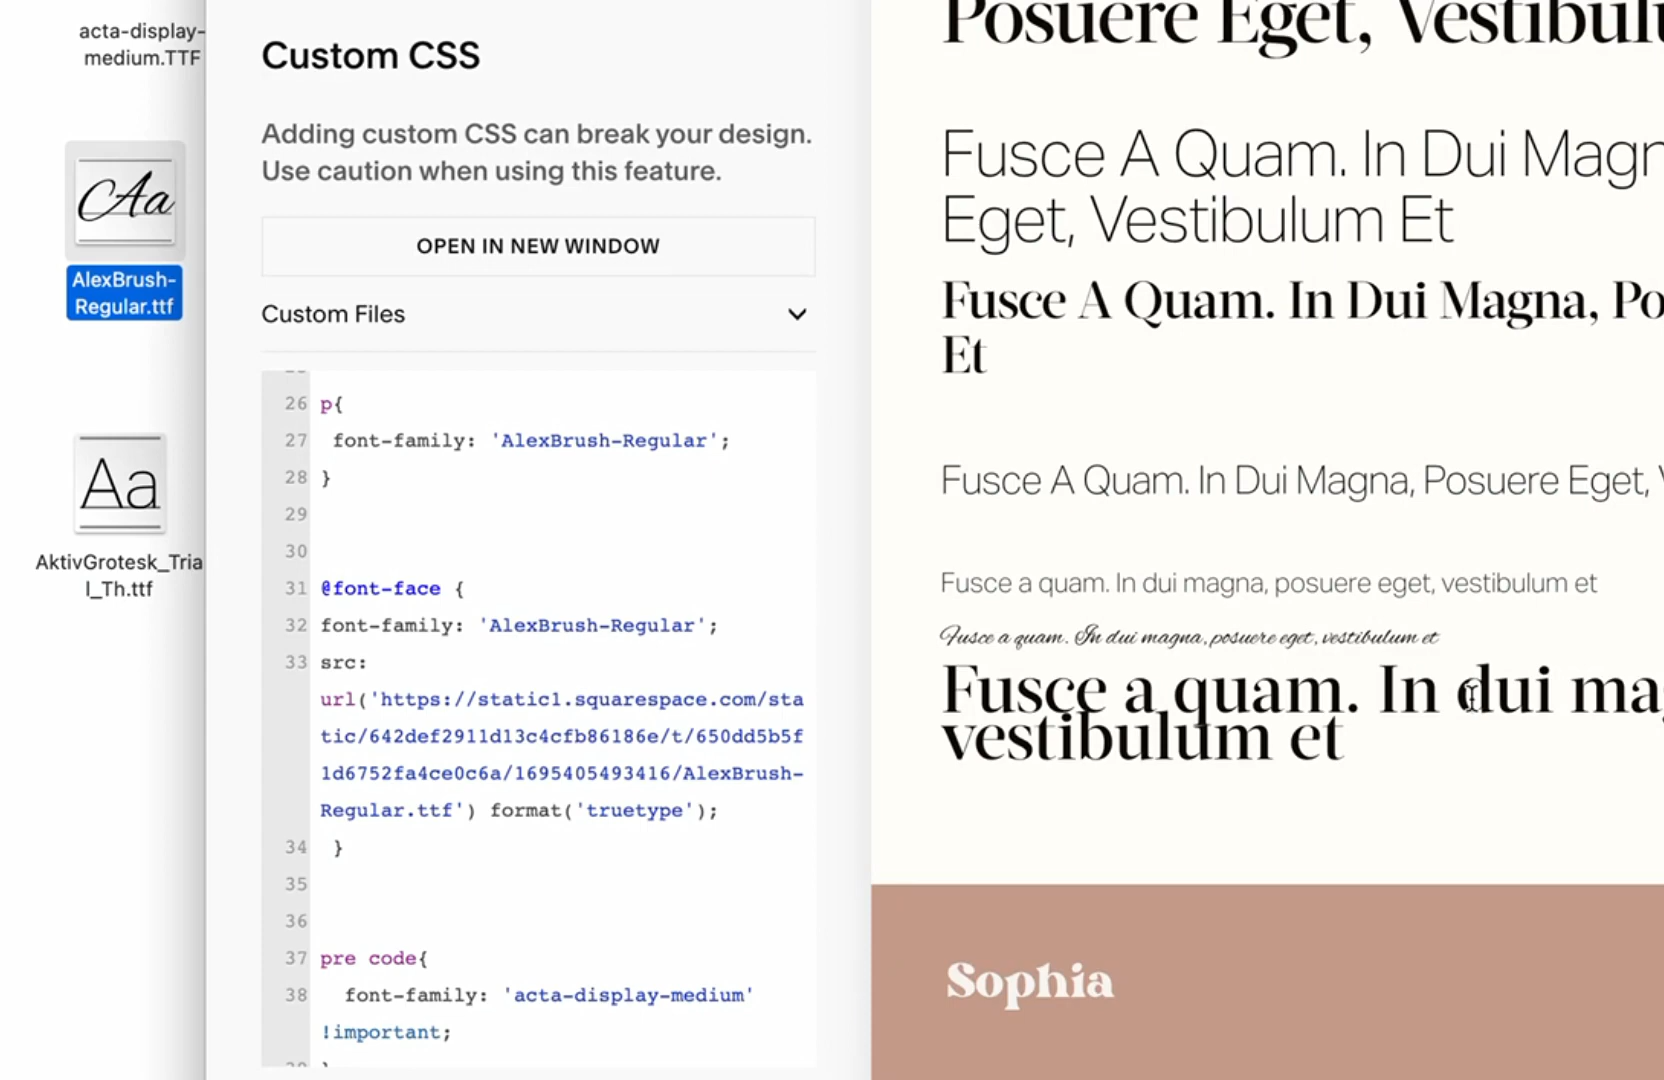 acta-display-
medium.TTF
Aa
AlexBrush-
Regular.ttf
Aa
AktivGrotesk_Tria
l_Th.ttf
Custom CSS
Adding custom CSS can break your design.
Use caution when using this feature.
OPEN IN NEW WINDOW
Custom Files
26 p{
27 font-family: 'AlexBrush-Regular';
28 }
29
30
31 @font-face {
32 font-family: 'AlexBrush-Regular';
33 src:
url('https://static1.squarespace.com/sta
tic/642def2911d13c4cfb86186e/t/650dd5b5f
1d6752fa4ce0c6a/1695405493416/AlexBrush-
Regular.ttf') format('truetype');
34 }
35
36
37 pre code{
38 font-family: 'acta-display-medium'
!important;
Posuere Eget, Vestibul
Fusce A Quam. In Dui Magn
Eget, Vestibulum Et
Fusce A Quam. In Dui Magna, Po
Et
Fusce A Quam. In Dui Magna, Posuere Eget,
Fusce a quam. In dui magna, posuere eget, vestibulum et
Fusce a quam. In dui magna, posuere eget, vestibulum et
Fusce a quam. In dui ma
vestibulum et
Sophia